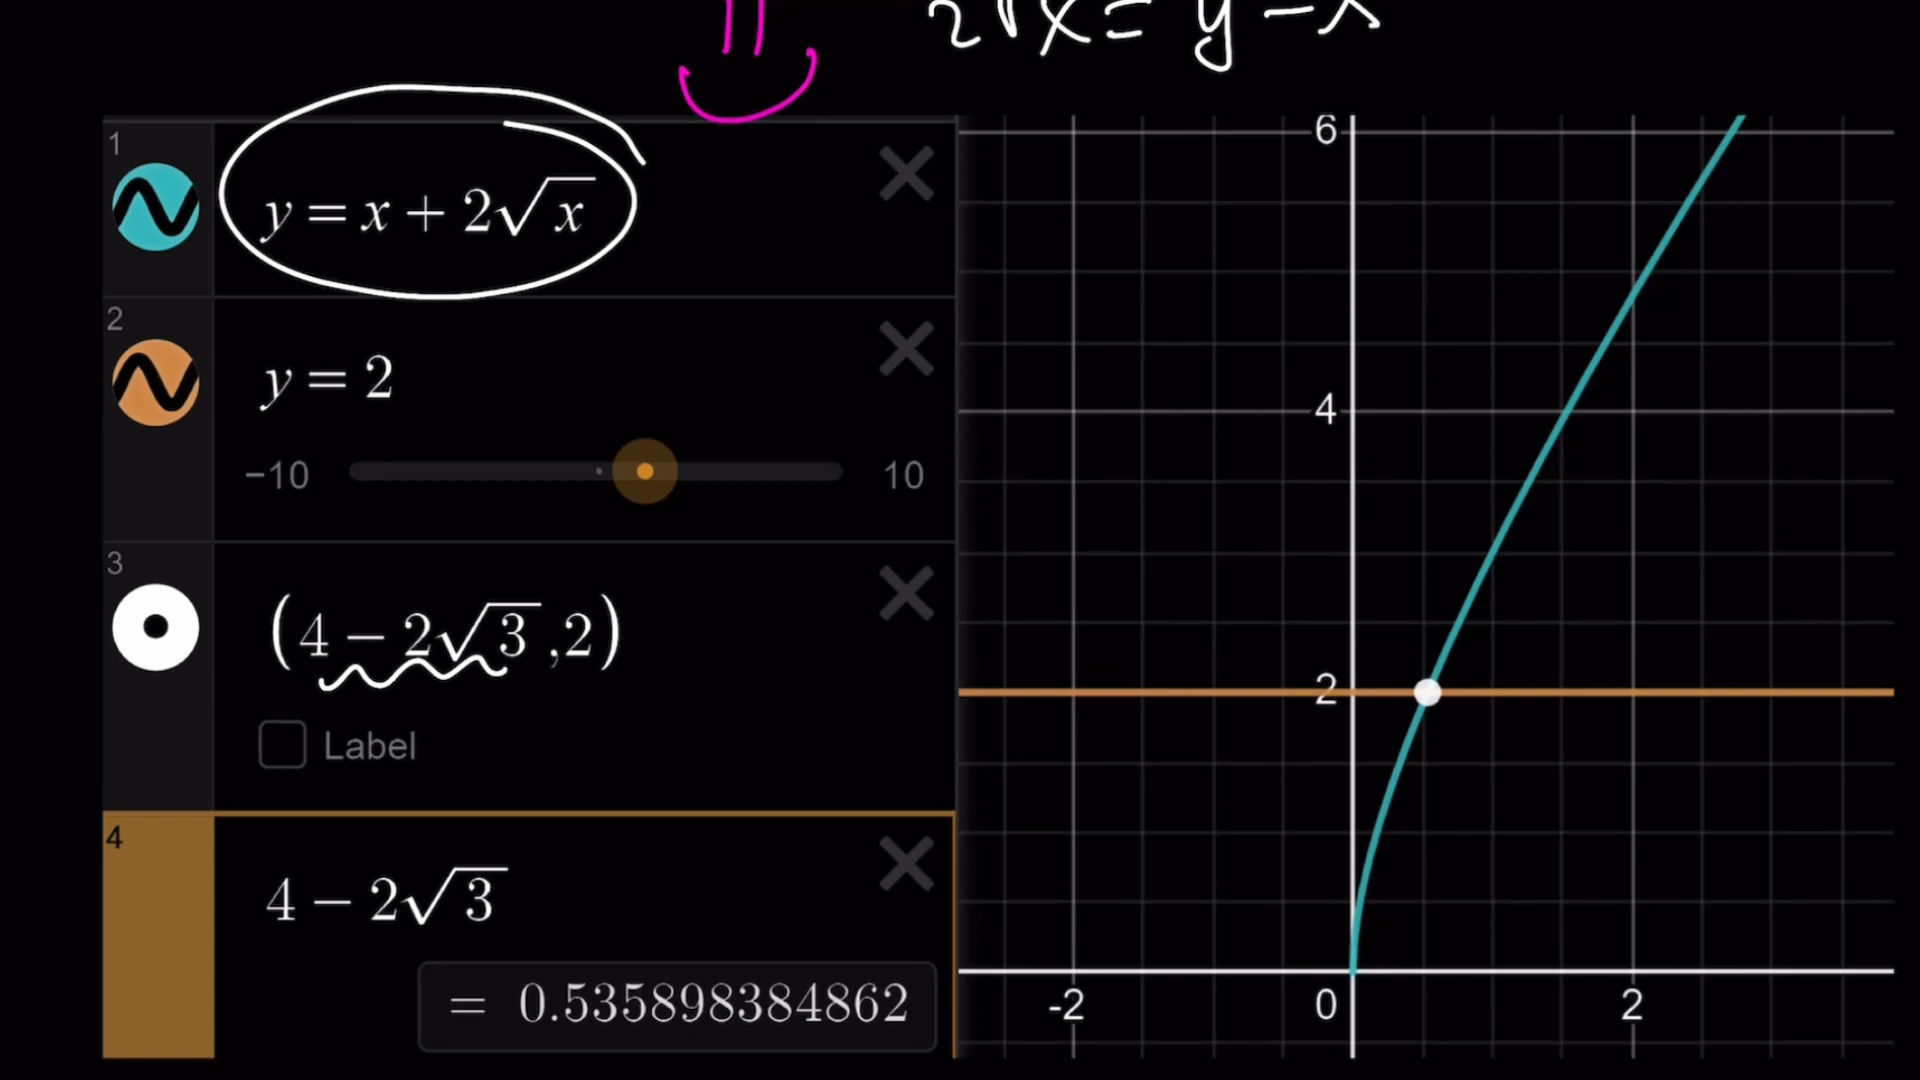 2√x = y - x
1
y = x + 2√x
2
y = 2
-10
10
3
(4 - 2√3 ,2)
Label
4
4 - 2√3
= 0.535898384862
6
4
2
-2
0
2